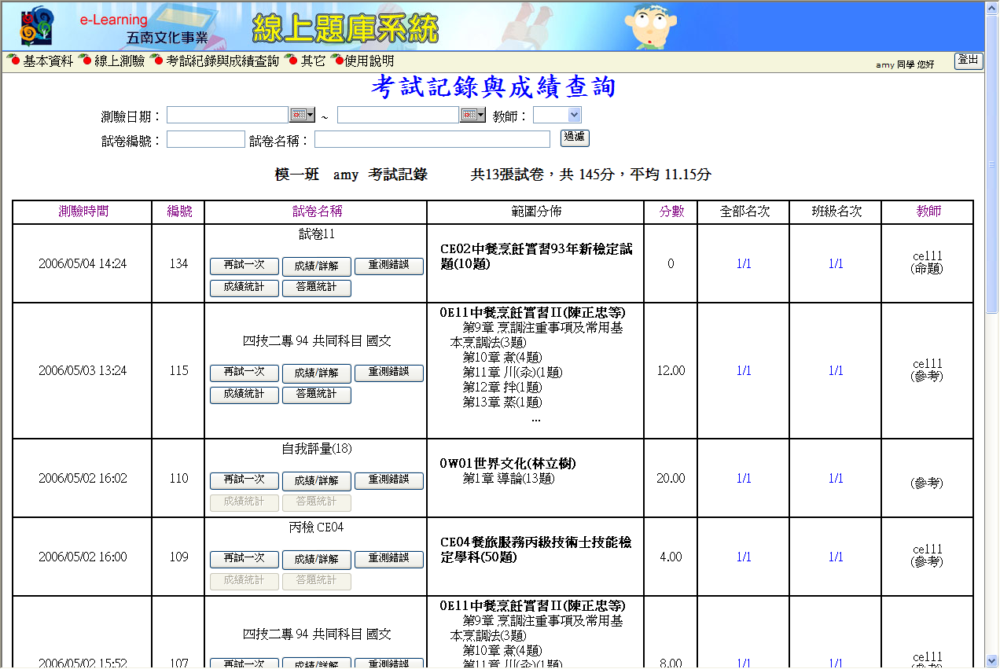 e-Learning
五南文化事業
線上題庫系統
基本資料 線上測驗 考試紀錄與成績查詢 其它 使用說明
amy 同學 您好 登出
考試記錄與成績查詢
測驗日期： ~ 教師：
試卷編號： 試卷名稱： 過濾
模一班 amy 考試記錄 共13張試卷，共 145分，平均 11.15分
測驗時間 編號 試卷名稱 範圍分佈 分數 全部名次 班級名次 教師
2006/05/04 14:24 134 試卷11
再試一次 成績/詳解 重測錯誤
成績統計 答題統計
CE02中餐烹飪實習93年新檢定試
題(10題)
0 1/1 1/1 ce111
(命題)
2006/05/03 13:24 115 四技二專 94 共同科目 國文
再試一次 成績/詳解 重測錯誤
成績統計 答題統計
0E11中餐烹飪實習II(陳正忠等)
第9章 烹調注重事項及常用基
本烹調法(3題)
第10章 煮(4題)
第11章 川(汆)(1題)
第12章 拌(1題)
第13章 蒸(1題)
...
12.00 1/1 1/1 ce111
(參考)
2006/05/02 16:02 110 自我評量(18)
再試一次 成績/詳解 重測錯誤
成績統計 答題統計
0W01世界文化(林立樹)
第1章 導論(13題)
20.00 1/1 1/1 (參考)
2006/05/02 16:00 109 丙檢 CE04
再試一次 成績/詳解 重測錯誤
成績統計 答題統計
CE04餐旅服務丙級技術士技能檢
定學科(50題)
4.00 1/1 1/1 ce111
(參考)
2006/05/02 15:52 107 四技二專 94 共同科目 國文
再試一次 成績/詳解 重測錯誤
0E11中餐烹飪實習II(陳正忠等)
第9章 烹調注重事項及常用基
本烹調法(3題)
第10章 煮(4題)
第11章 川(汆)(1題)
8.00 1/1 1/1 ce111
(參考)